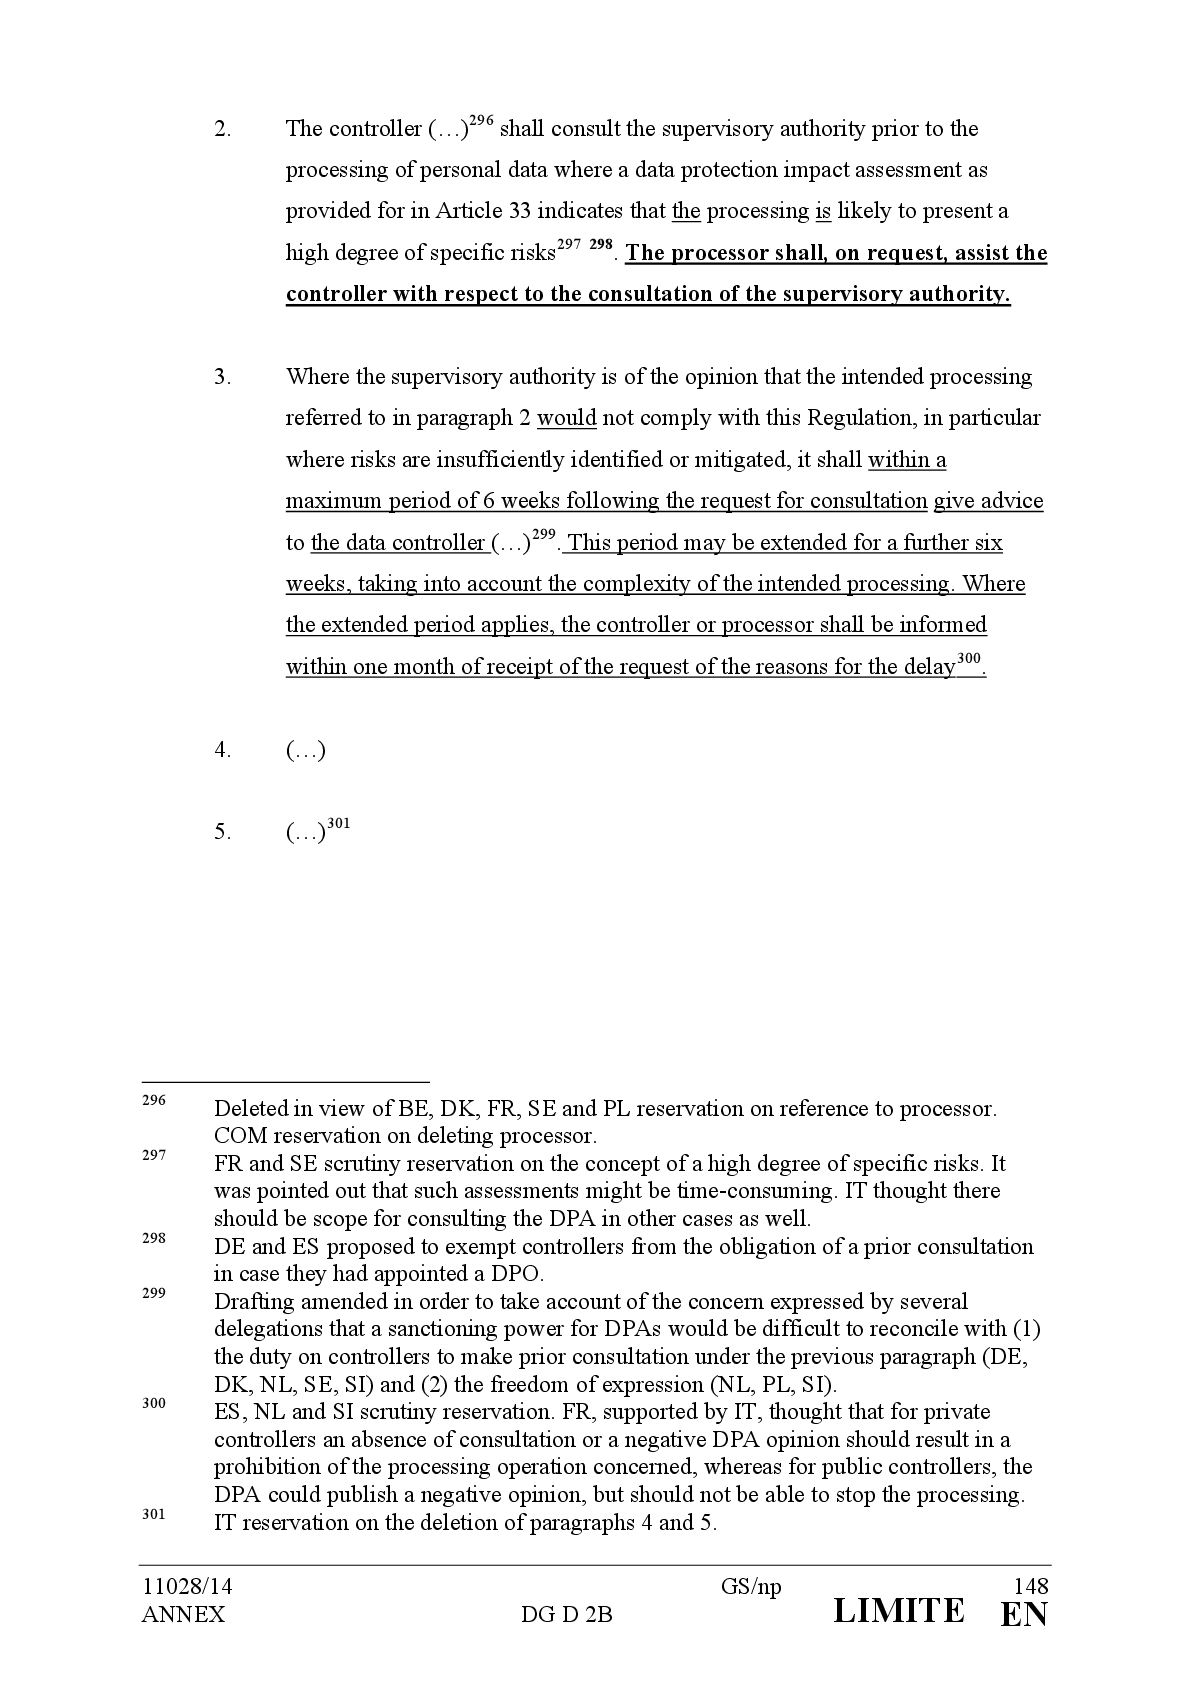 2. The controller (…)296 shall consult the supervisory authority prior to the
processing of personal data where a data protection impact assessment as
provided for in Article 33 indicates that the processing is likely to present a
high degree of specific risks297 298. The processor shall, on request, assist the
controller with respect to the consultation of the supervisory authority.
3. Where the supervisory authority is of the opinion that the intended processing
referred to in paragraph 2 would not comply with this Regulation, in particular
where risks are insufficiently identified or mitigated, it shall within a
maximum period of 6 weeks following the request for consultation give advice
to the data controller (…)299. This period may be extended for a further six
weeks, taking into account the complexity of the intended processing. Where
the extended period applies, the controller or processor shall be informed
within one month of receipt of the request of the reasons for the delay300.
4. (…)
5. (…)301
296 Deleted in view of BE, DK, FR, SE and PL reservation on reference to processor.
COM reservation on deleting processor.
297 FR and SE scrutiny reservation on the concept of a high degree of specific risks. It
was pointed out that such assessments might be time-consuming. IT thought there
should be scope for consulting the DPA in other cases as well.
298 DE and ES proposed to exempt controllers from the obligation of a prior consultation
in case they had appointed a DPO.
299 Drafting amended in order to take account of the concern expressed by several
delegations that a sanctioning power for DPAs would be difficult to reconcile with (1)
the duty on controllers to make prior consultation under the previous paragraph (DE,
DK, NL, SE, SI) and (2) the freedom of expression (NL, PL, SI).
300 ES, NL and SI scrutiny reservation. FR, supported by IT, thought that for private
controllers an absence of consultation or a negative DPA opinion should result in a
prohibition of the processing operation concerned, whereas for public controllers, the
DPA could publish a negative opinion, but should not be able to stop the processing.
301 IT reservation on the deletion of paragraphs 4 and 5.
11028/14 GS/np 148
ANNEX DG D 2B LIMITE EN